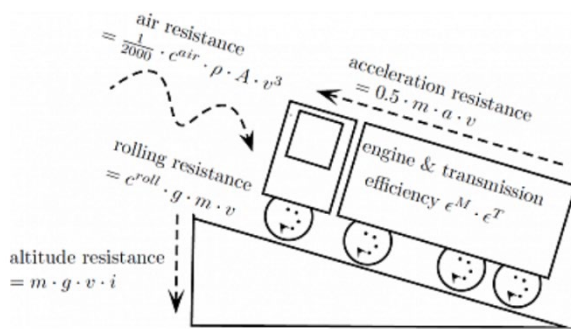 air resistance
= 1/2000 · c^air · ρ · A · v^3
acceleration resistance
= 0.5 · m · a · v
rolling resistance
= c^roll · g · m · v
engine & transmission
efficiency ϵ^M · ϵ^T
altitude resistance
= m · g · v · i